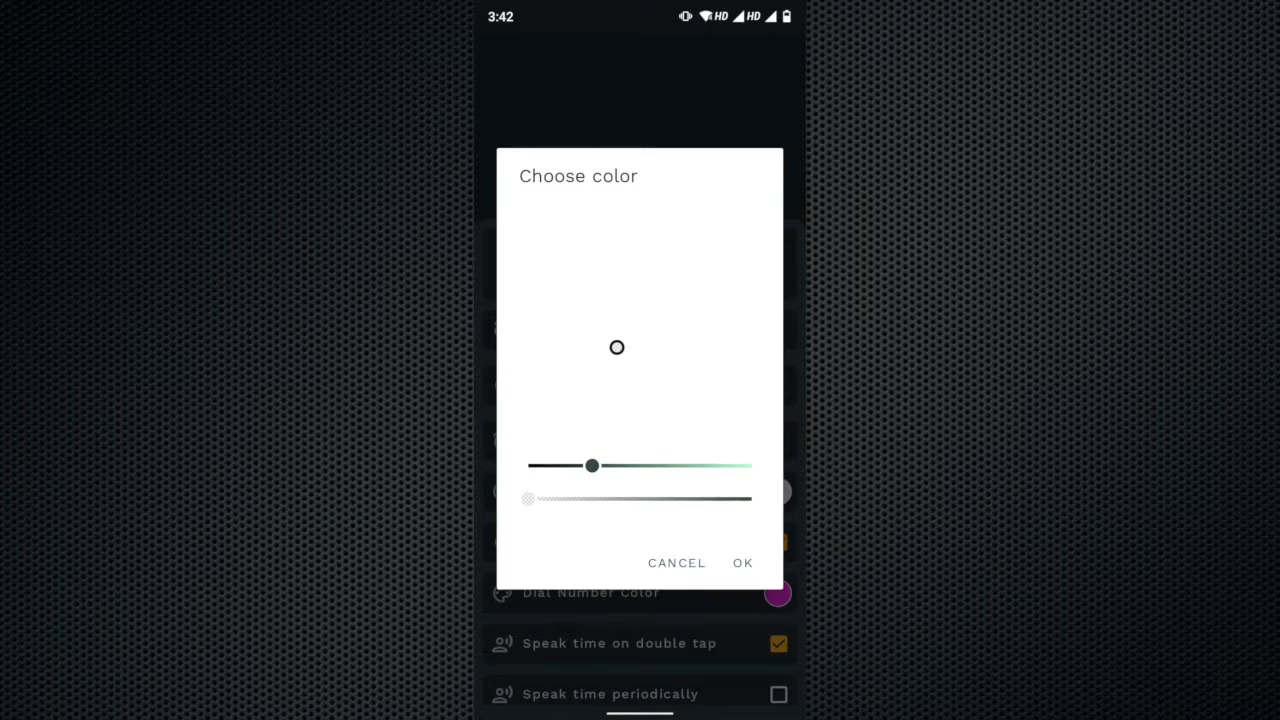 3:42 HD HD
Choose color
CANCEL OK
Dial Number Color
Speak time on double tap
Speak time periodically